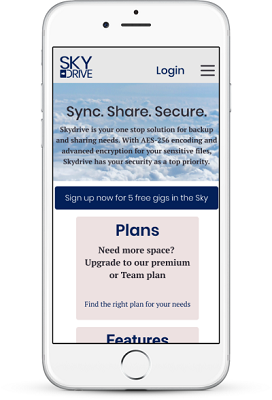 SKY
DRIVE
Login
Sync. Share. Secure.
Skydrive is your one stop solution for backup
and sharing needs. With AES-256 encoding and
advanced encryption for your sensitive files,
Skydrive has your security as a top priority.
Sign up now for 5 free gigs in the Sky
Plans
Need more space?
Upgrade to our premium
or Team plan
Find the right plan for your needs
Features